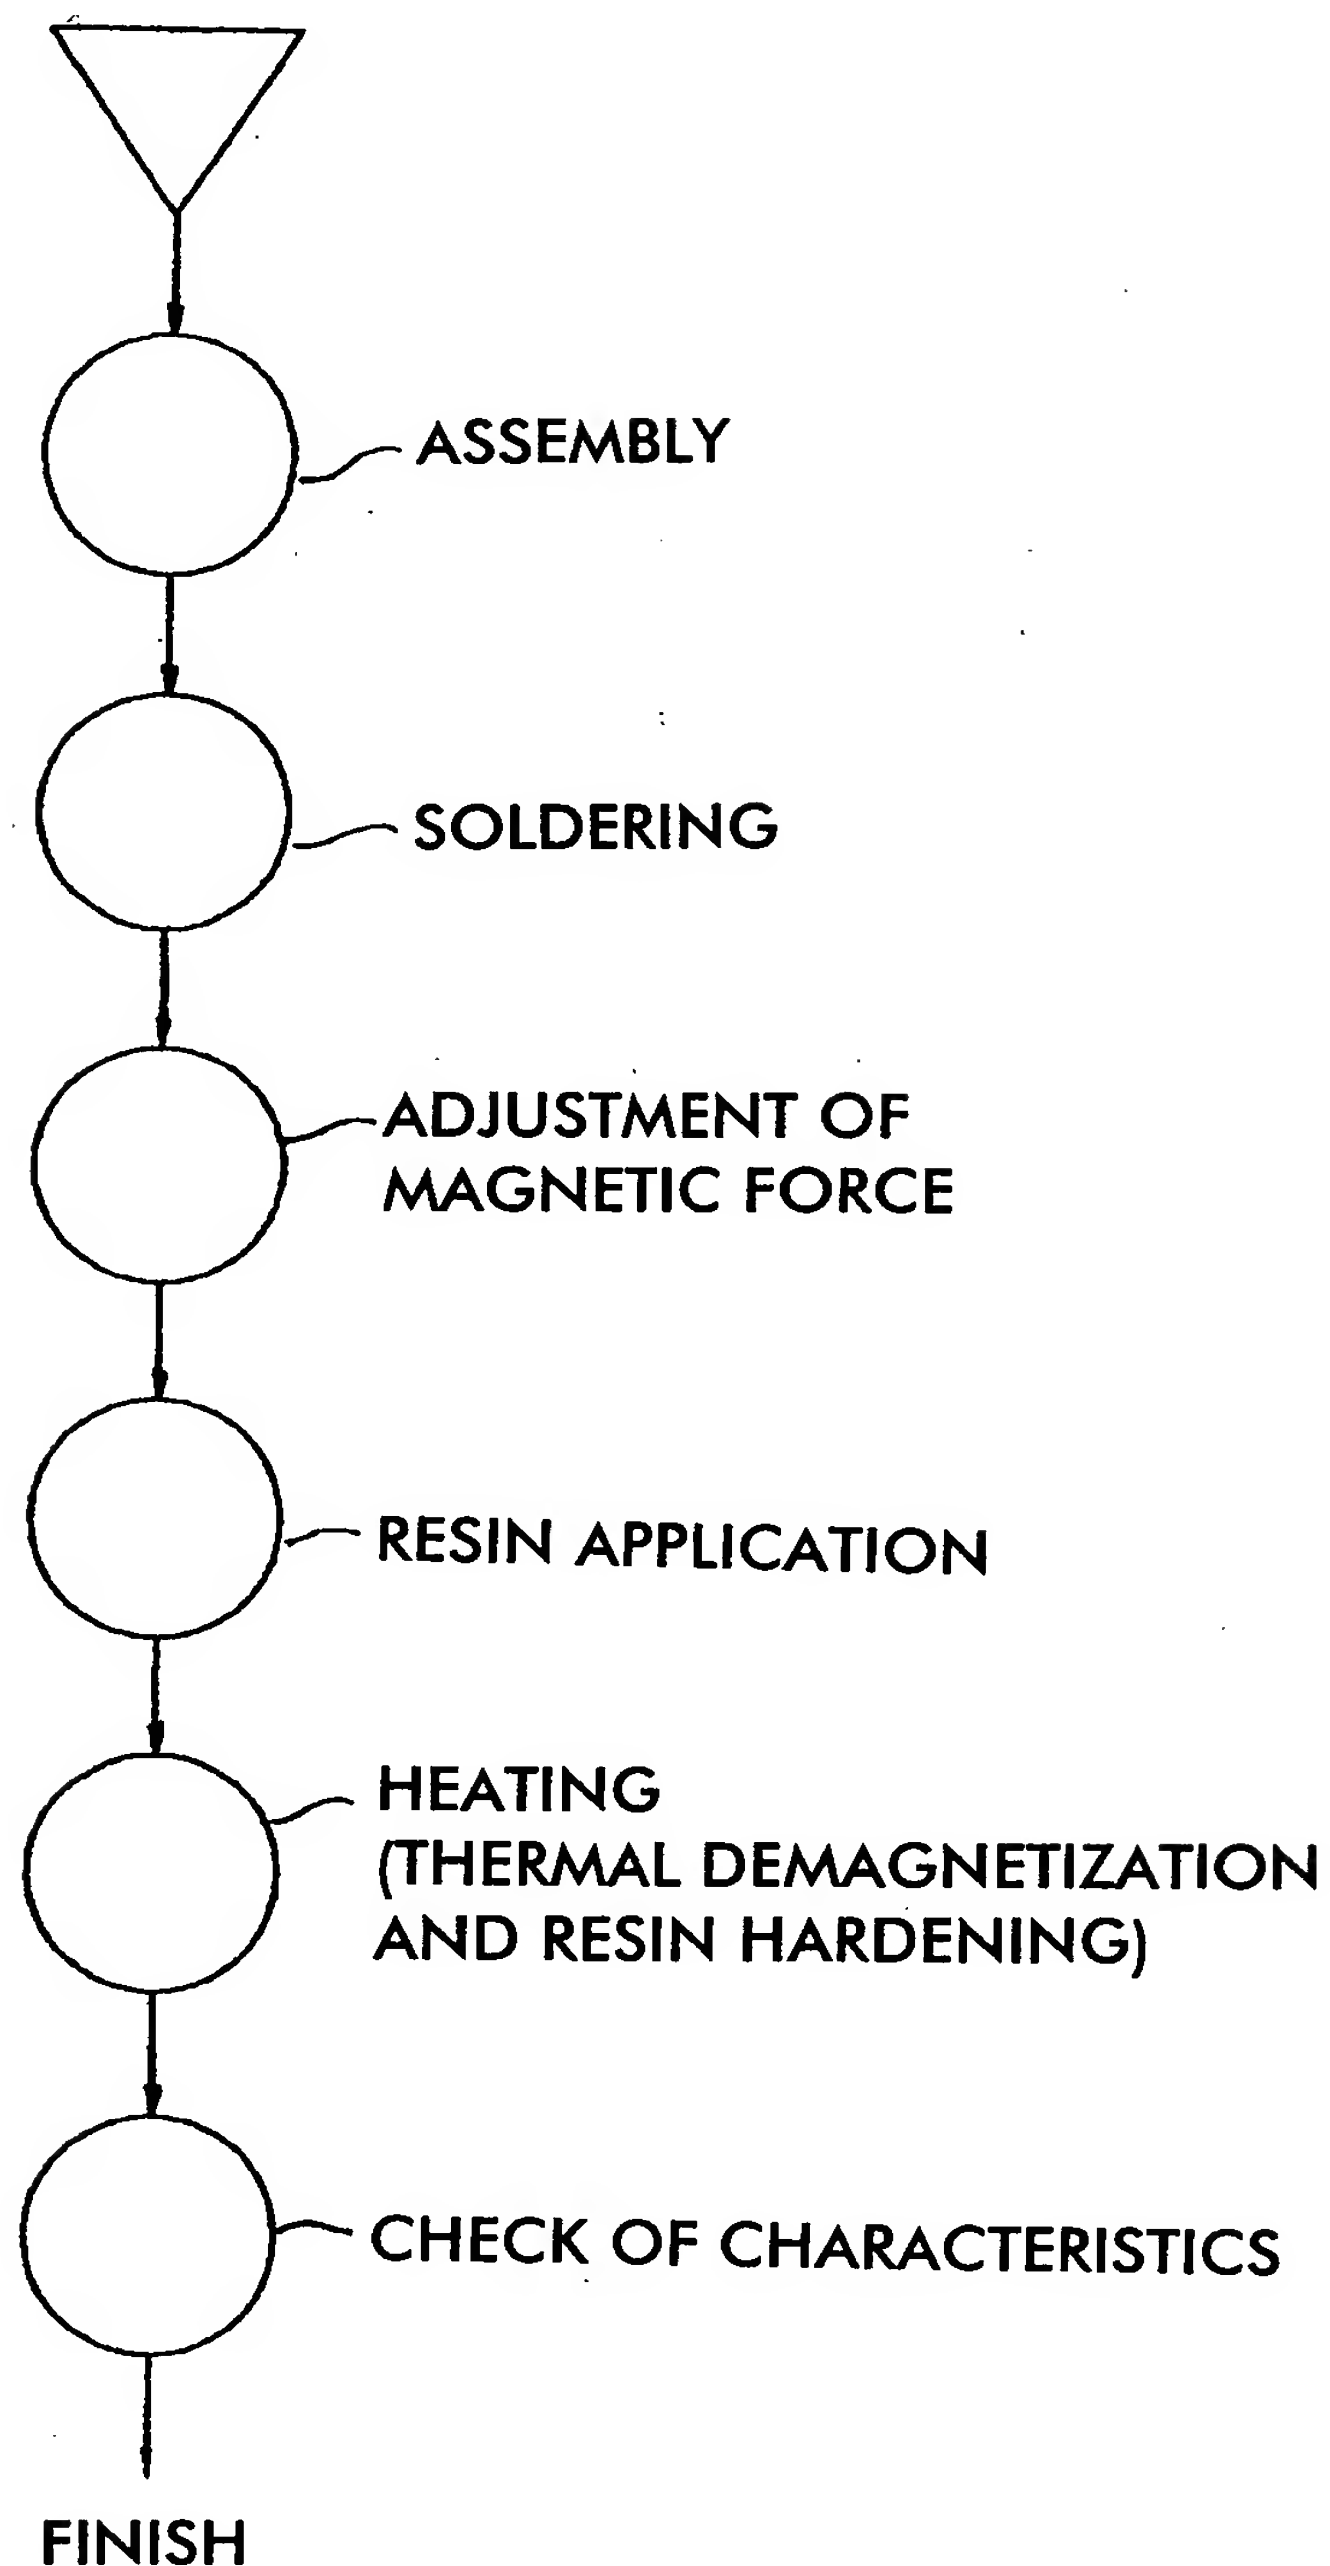 ASSEMBLY
SOLDERING
ADJUSTMENT OF
MAGNETIC FORCE
RESIN APPLICATION
HEATING
(THERMAL DEMAGNETIZATION
AND RESIN HARDENING)
CHECK OF CHARACTERISTICS
FINISH